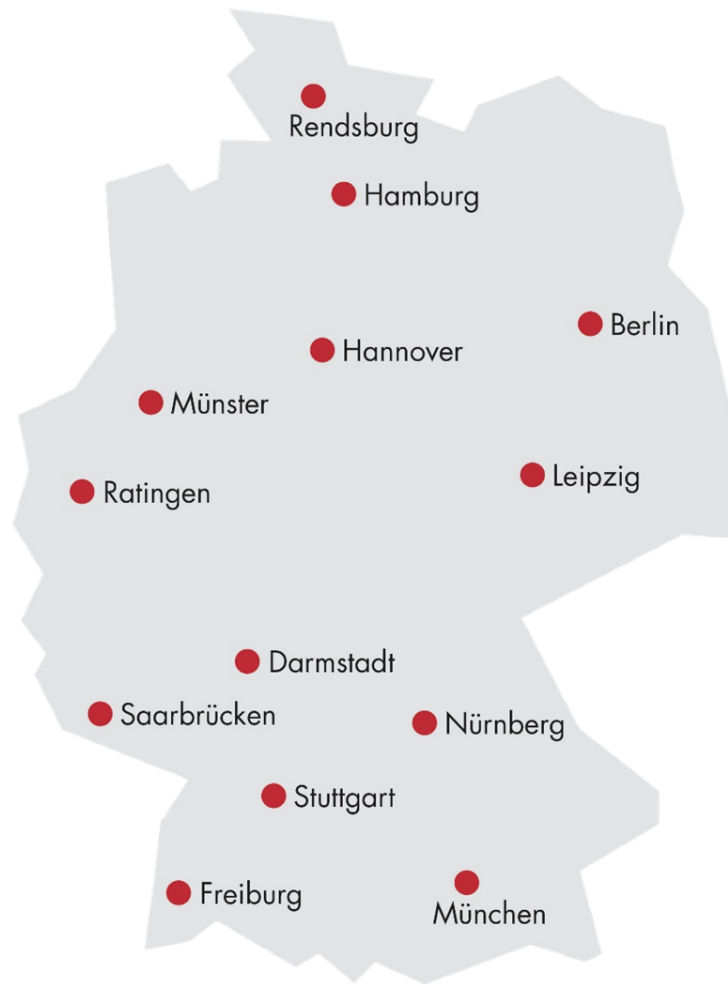 Rendsburg
Hamburg
Berlin
Hannover
Münster
Leipzig
Ratingen
Darmstadt
Saarbrücken
Nürnberg
Stuttgart
Freiburg
München